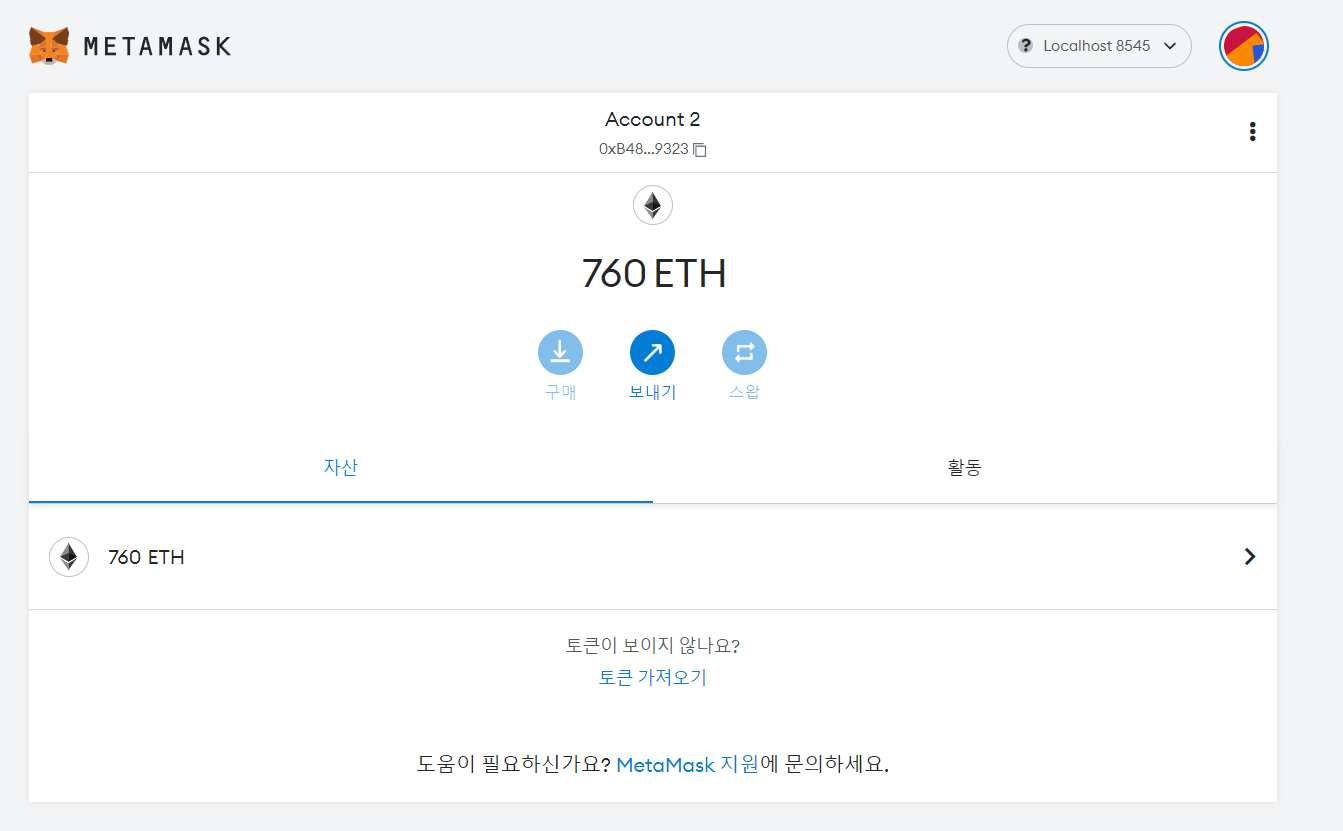 METAMASK
? Localhost 8545
Account 2
0xB48...9323
760 ETH
구매
보내기
스왑
자산
활동
760 ETH
토큰이 보이지 않나요?
토큰 가져오기
도움이 필요하신가요? MetaMask 지원에 문의하세요.